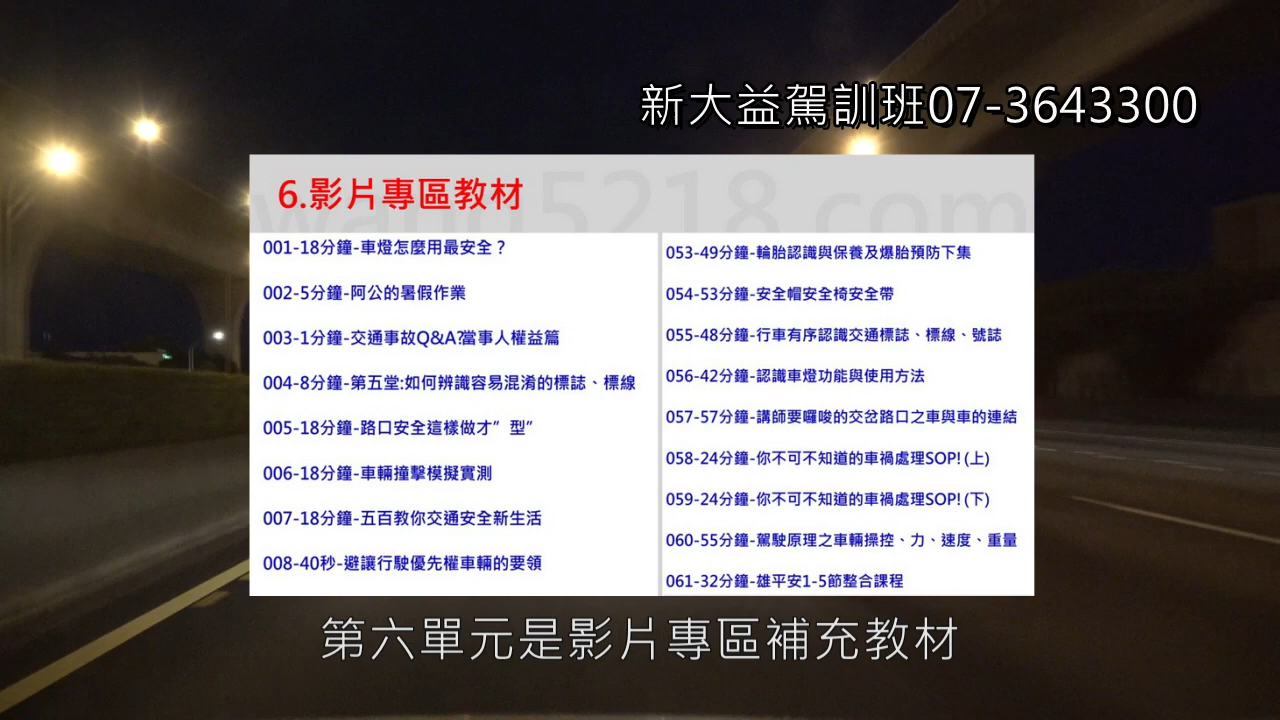 新大益駕訓班07-3643300
6.影片專區教材
001-18分鐘-車燈怎麼用最安全？
002-5分鐘-阿公的暑假作業
003-1分鐘-交通事故Q&A?當事人權益篇
004-8分鐘-第五堂:如何辨識容易混淆的標誌、標線
005-18分鐘-路口安全這樣做才”型”
006-18分鐘-車輛撞擊模擬實測
007-18分鐘-五百教你交通安全新生活
008-40秒-避讓行駛優先權車輛的要領
053-49分鐘-輪胎認識與保養及爆胎預防下集
054-53分鐘-安全帽安全椅安全帶
055-48分鐘-行車有序認識交通標誌、標線、號誌
056-42分鐘-認識車燈功能與使用方法
057-57分鐘-講師要囉唆的交岔路口之車與車的連結
058-24分鐘-你不可不知道的車禍處理SOP!(上)
059-24分鐘-你不可不知道的車禍處理SOP!(下)
060-55分鐘-駕駛原理之車輛操控、力、速度、重量
061-32分鐘-雄平安1-5節整合課程
第六單元是影片專區補充教材